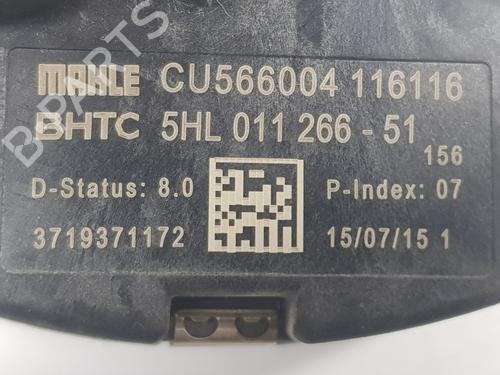 MAHLE CU566004 116116
BHTC 5HL 011 266 - 51
156
D-Status: 8.0 P-Index: 07
3719371172 15/07/15 1
B-PARTS